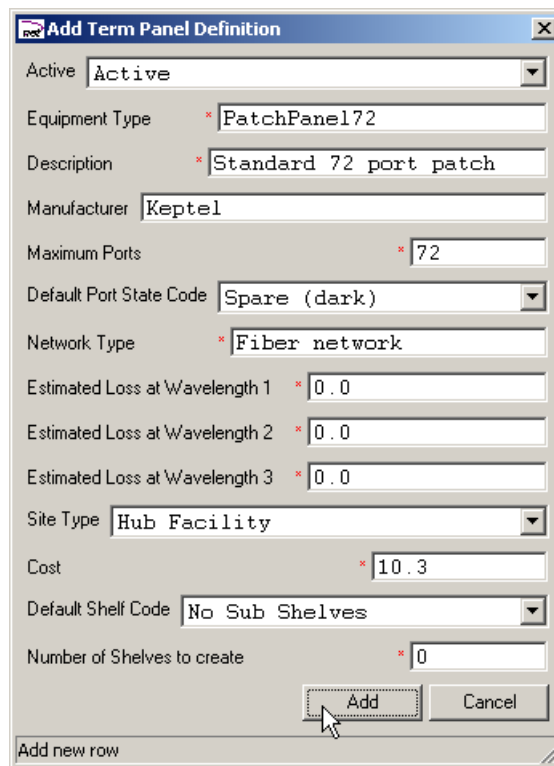 Add Term Panel Definition
Active Active
Equipment Type * PatchPanel72
Description * Standard 72 port patch
Manufacturer Keptel
Maximum Ports * 72
Default Port State Code Spare (dark)
Network Type * Fiber network
Estimated Loss at Wavelength 1 * 0.0
Estimated Loss at Wavelength 2 * 0.0
Estimated Loss at Wavelength 3 * 0.0
Site Type Hub Facility
Cost * 10.3
Default Shelf Code No Sub Shelves
Number of Shelves to create * 0
Add Cancel
Add new row